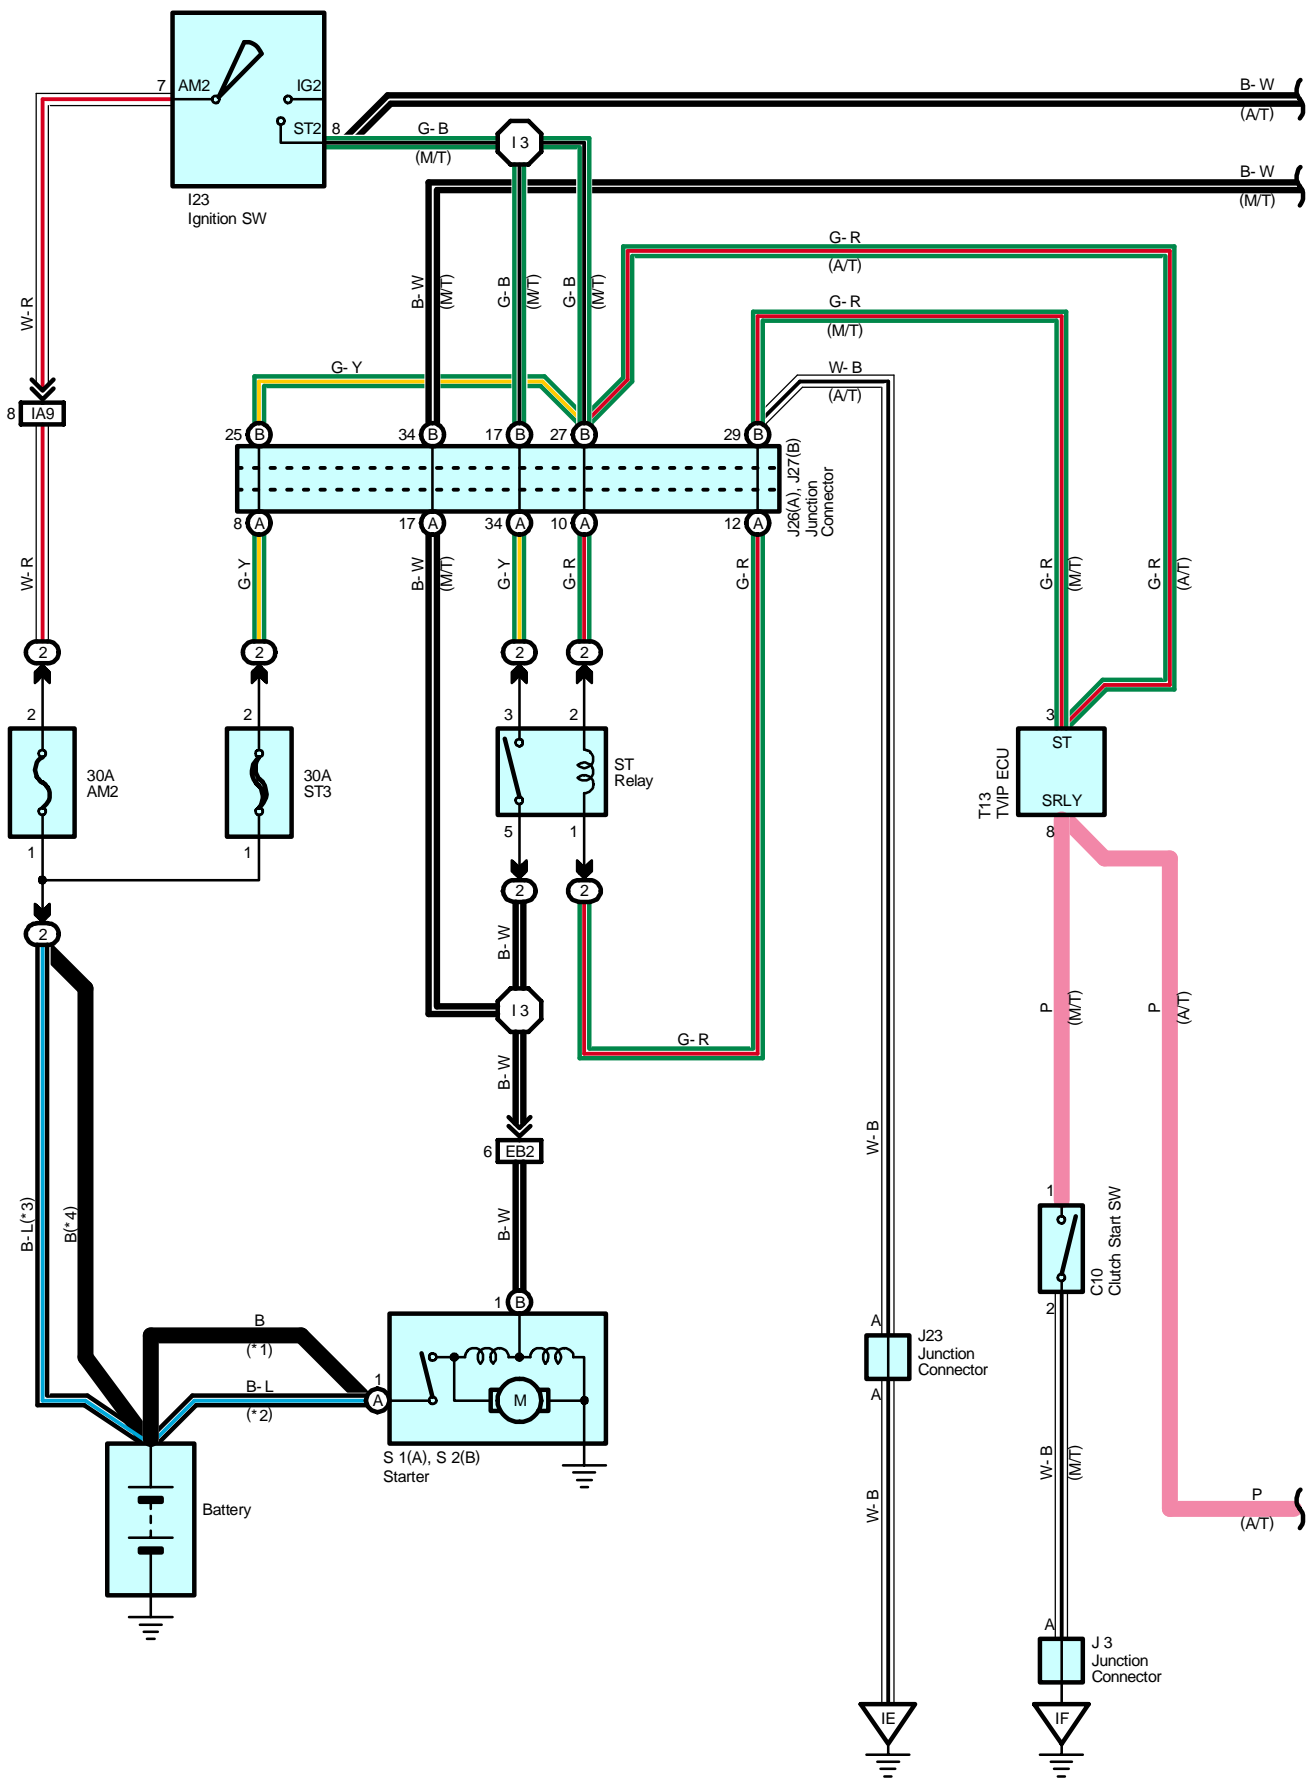 7 AM2 IG2
ST2 8
I23
Ignition SW
G- B
(M/T)
I 3
B- W
(A/T)
B- W
(M/T)
G- R
(A/T)
G- R
(M/T)
W- B
(A/T)
G- Y
W- R
B- W
(M/T)
G- B
(M/T)
G- B
(M/T)
8 IA9
25 B
34 B
17 B
27 B
29 B
8 A
17 A
34 A
10 A
12 A
J26(A), J27(B)
Junction
Connector
W- R
G- Y
B- W
(M/T)
G- Y
G- R
G- R
G- R
(M/T)
G- R
(A/T)
2
2
2
2
2
2
3
2
3
30A
AM2
30A
ST3
ST
Relay
ST
SRLY
T13
TVIP ECU
1
1
5
1
8
2
2
2
B- W
I 3
B- W
G- R
P
(M/T)
P
(A/T)
6 EB2
B- W
B- L(* 3)
B(* 4)
W- B
1
C10
Clutch Start SW
2
1 B
B
(* 1)
B- L
(* 2)
1
A
M
S 1(A), S 2(B)
Starter
Battery
A
J23
Junction
Connector
A
W- B
W- B
(M/T)
P
(A/T)
A
J 3
Junction
Connector
IE
IF